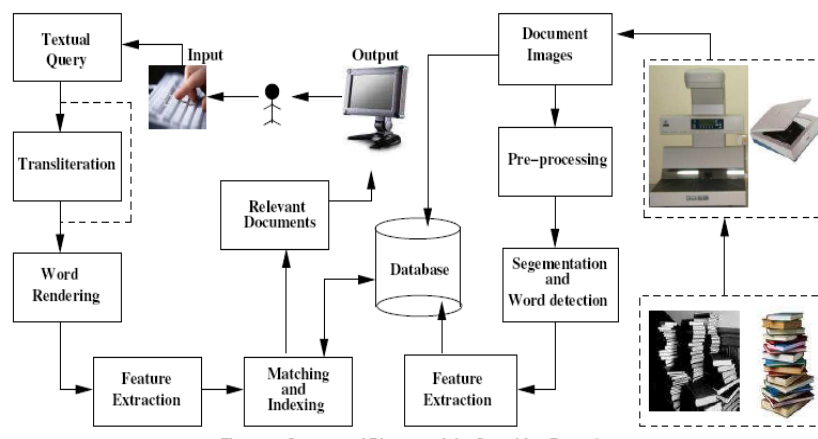 Textual
Query
Input
Output
Document
Images
Transliteration
Pre-processing
Relevant
Documents
Word
Rendering
Database
Segementation
and
Word detection
Feature
Extraction
Matching
and
Indexing
Feature
Extraction